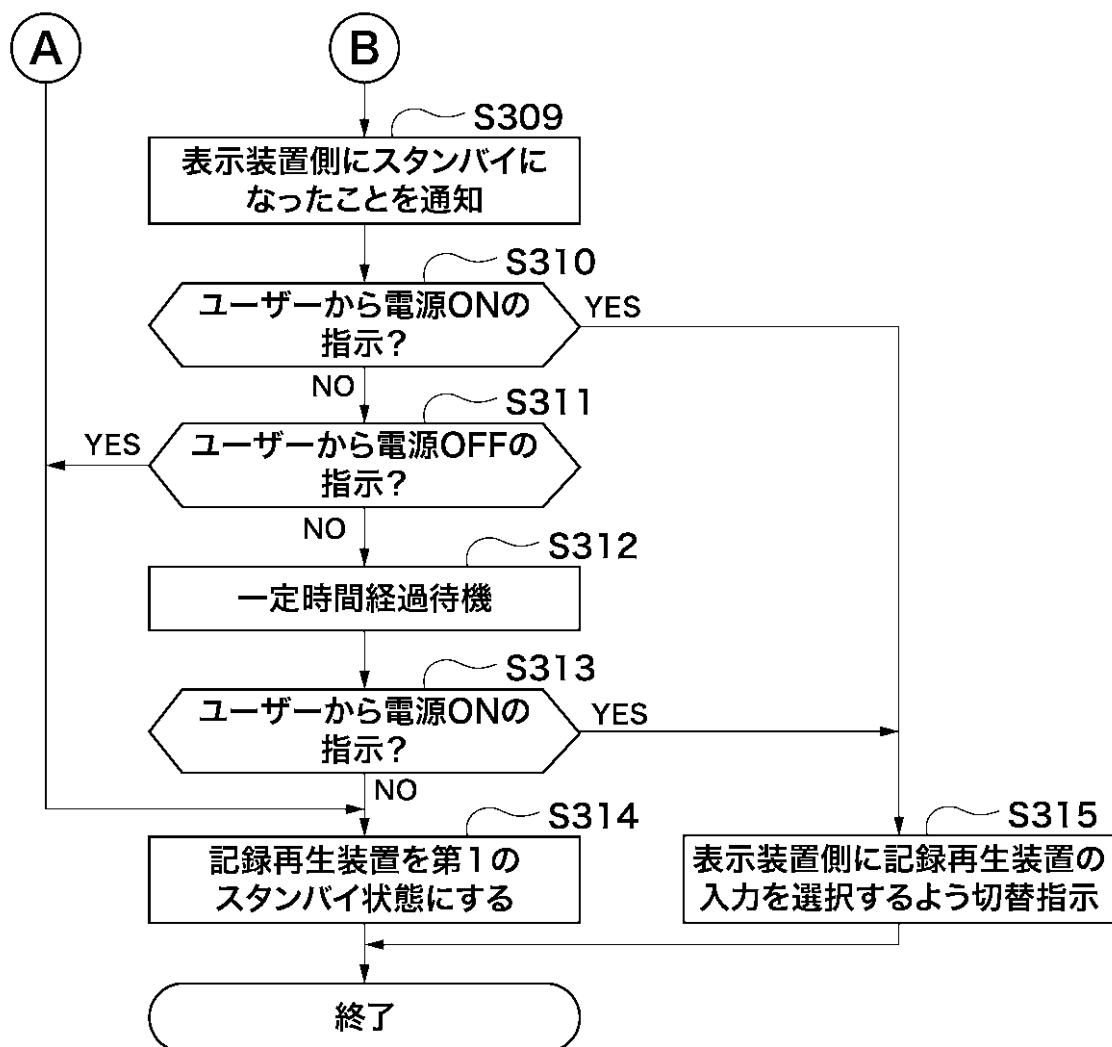 A
B
S309
表示装置側にスタンバイに
なったことを通知
S310
ユーザーから電源ONの
指示?
YES
NO
S311
ユーザーから電源OFFの
指示?
YES
NO
S312
一定時間経過待機
S313
ユーザーから電源ONの
指示?
YES
NO
S314
記録再生装置を第1の
スタンバイ状態にする
S315
表示装置側に記録再生装置の
入力を選択するよう切替指示
終了